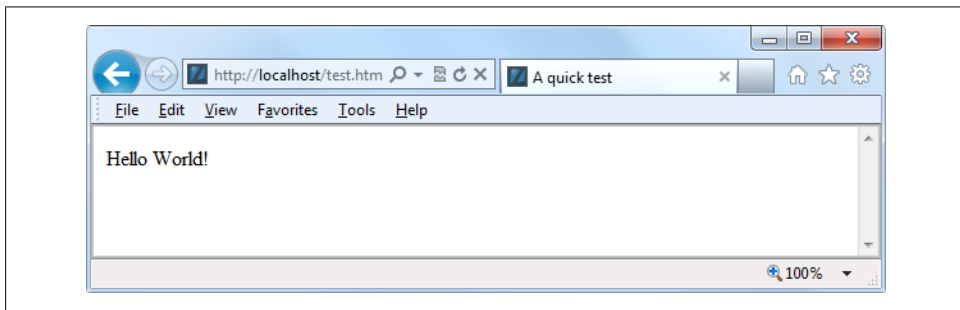 http://localhost/test.htm
A quick test
File Edit View Favorites Tools Help
Hello World!
100%